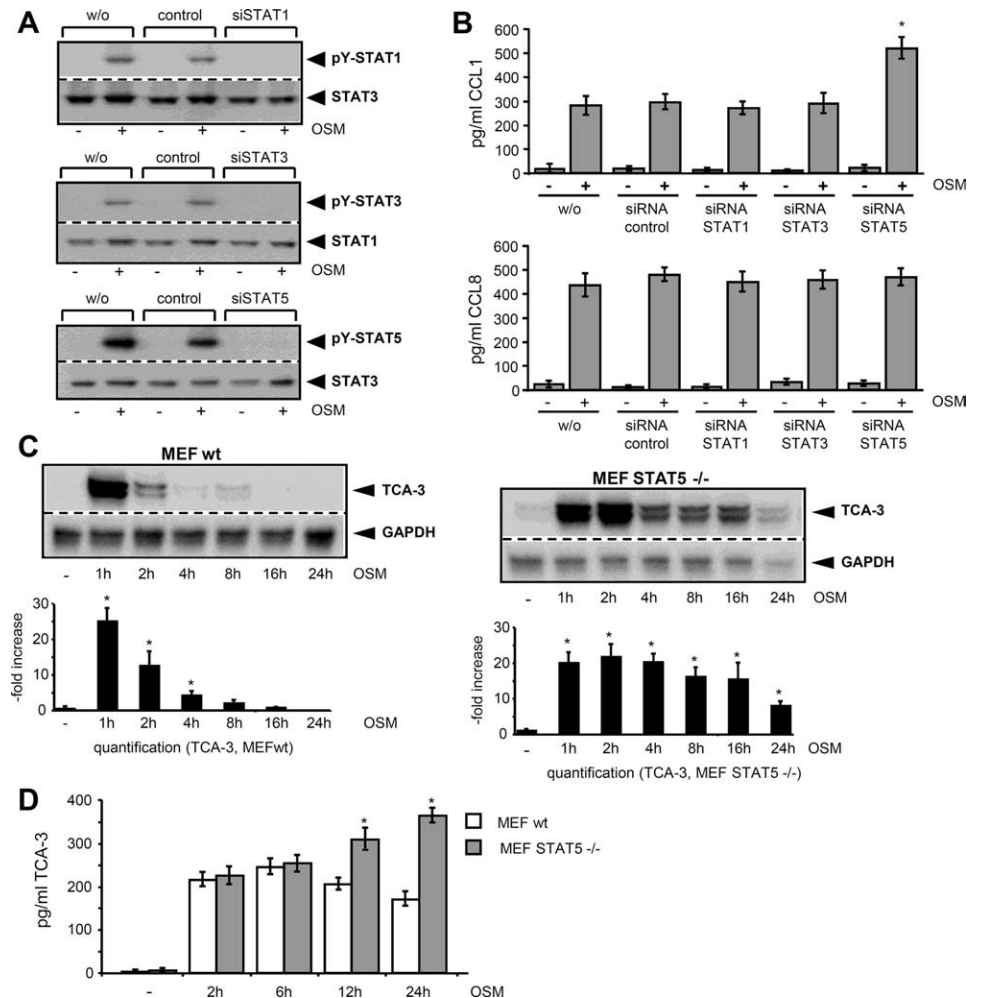 A
w/o control siSTAT1
pY-STAT1
STAT3
- + - + - + OSM
w/o control siSTAT3
pY-STAT3
STAT1
- + - + - + OSM
w/o control siSTAT5
pY-STAT5
STAT3
- + - + - + OSM
B
pg/ml CCL1
600
500
400
300
200
100
0
*
- + - + - + - + - + OSM
w/o siRNA control siRNA STAT1 siRNA STAT3 siRNA STAT5
pg/ml CCL8
600
500
400
300
200
100
0
- + - + - + - + - + OSM
w/o siRNA control siRNA STAT1 siRNA STAT3 siRNA STAT5
C
MEF wt
TCA-3
GAPDH
- 1h 2h 4h 8h 16h 24h OSM
-fold increase
30
20
10
0
* * *
- 1h 2h 4h 8h 16h 24h OSM
quantification (TCA-3, MEFwt)
MEF STAT5 -/-
TCA-3
GAPDH
- 1h 2h 4h 8h 16h 24h OSM
-fold increase
30
20
10
0
* * * * * *
- 1h 2h 4h 8h 16h 24h OSM
quantification (TCA-3, MEF STAT5 -/-)
D
pg/ml TCA-3
400
300
200
100
0
* *
- 2h 6h 12h 24h OSM
MEF wt
MEF STAT5 -/-